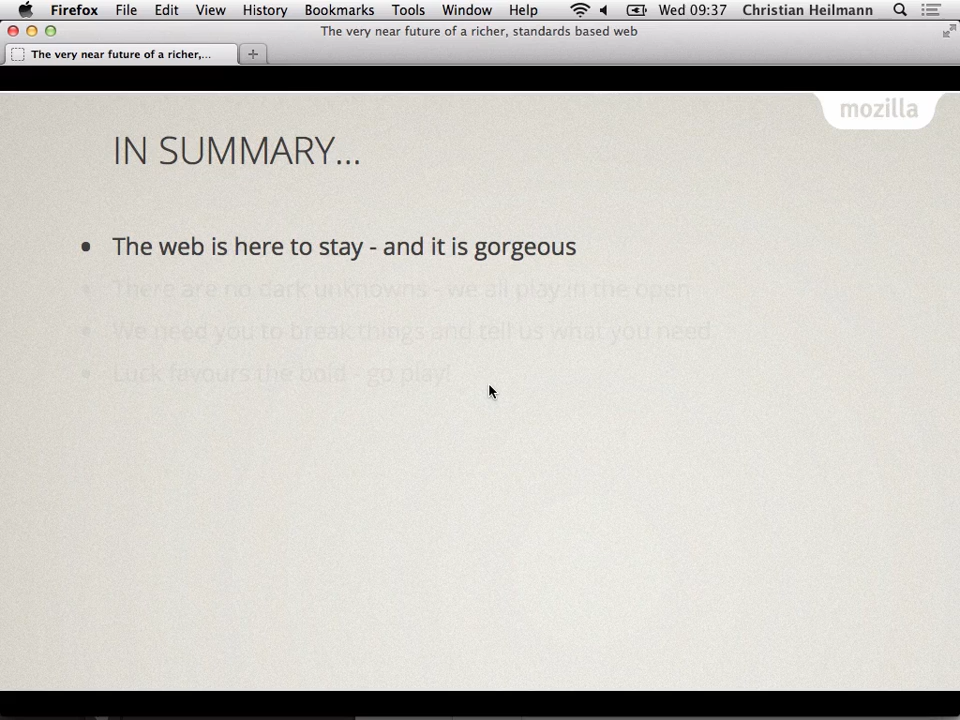 Firefox File Edit View History Bookmarks Tools Window Help Wed 09:37 Christian Heilmann
The very near future of a richer, standards based web
The very near future of a richer,...
mozilla
IN SUMMARY...
• The web is here to stay - and it is gorgeous
• There are no dark unknowns - we all play in the open
• We need you to break things and tell us what you need
• Luck favours the bold - go play!